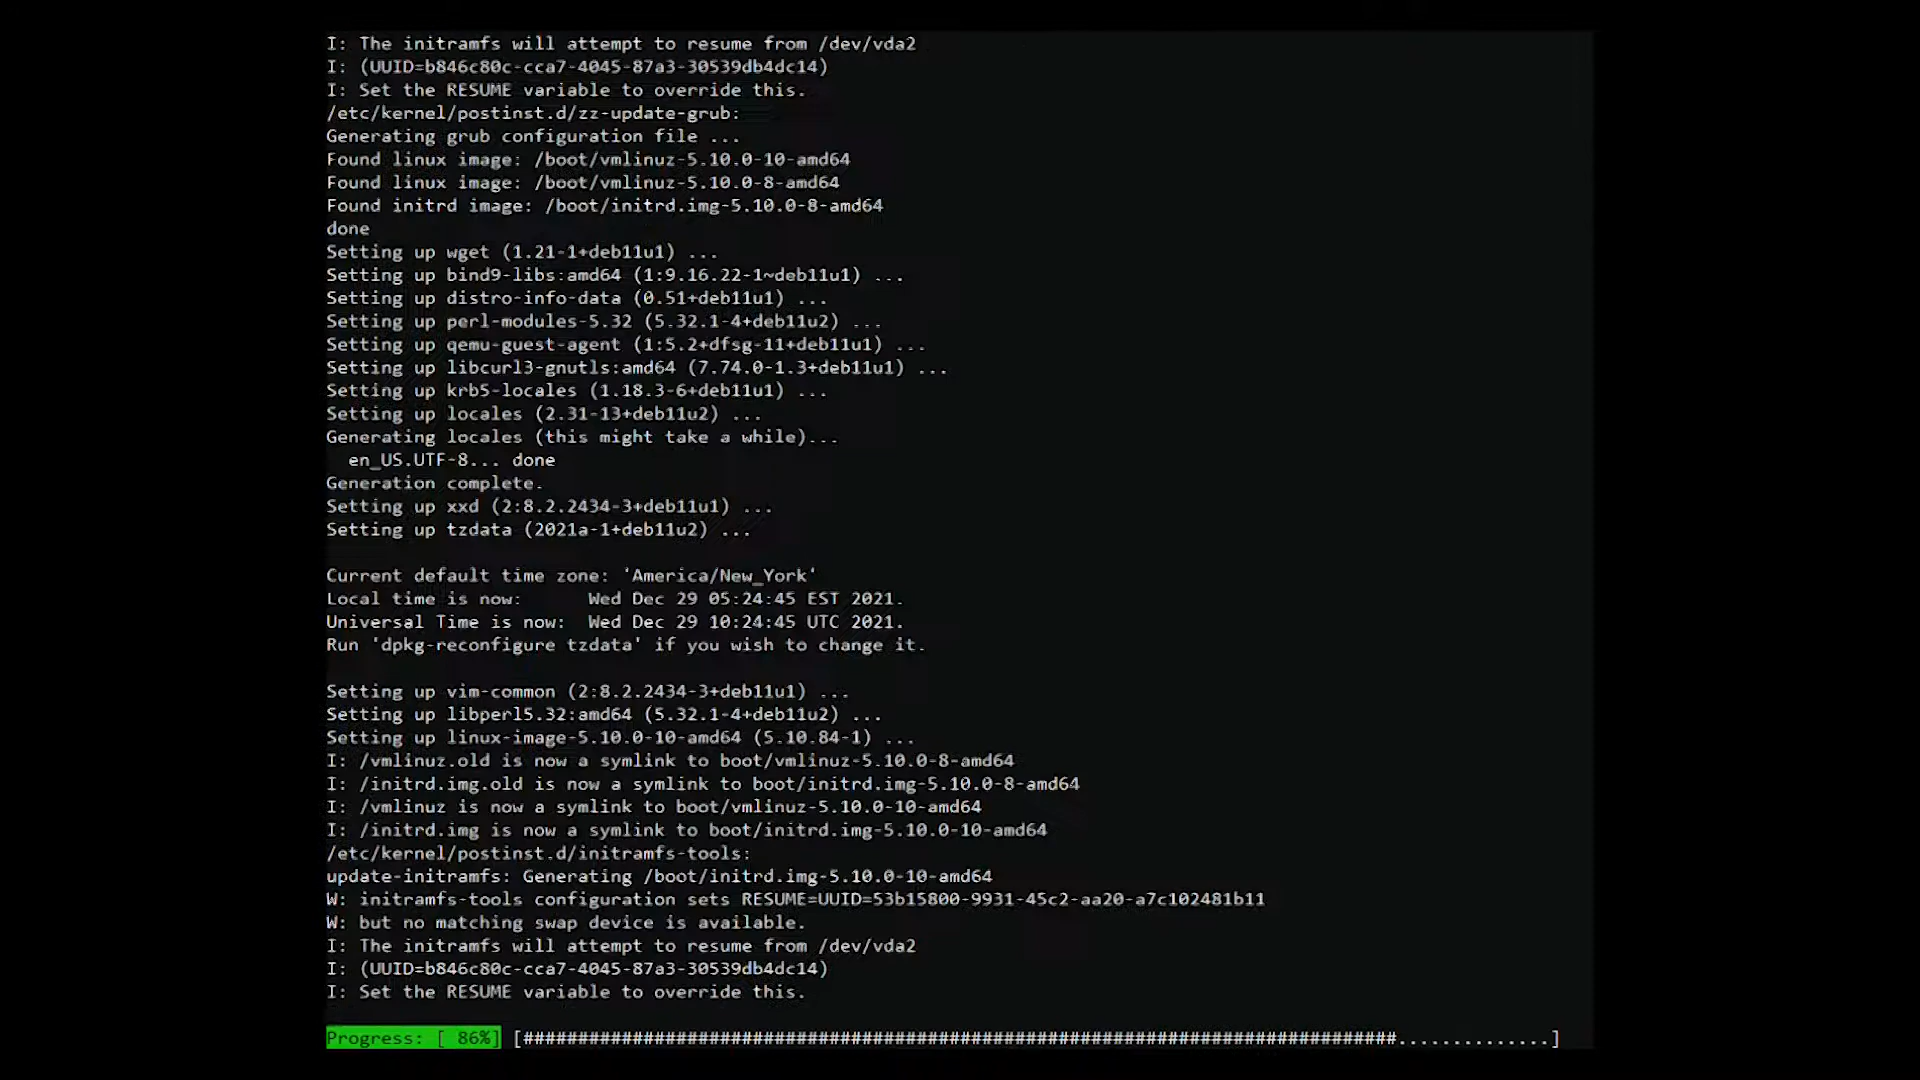 I: The initramfs will attempt to resume from /dev/vda2
I: (UUID=b846c80c-cca7-4045-87a3-30539db4dc14)
I: Set the RESUME variable to override this.
/etc/kernel/postinst.d/zz-update-grub:
Generating grub configuration file ...
Found linux image: /boot/vmlinuz-5.10.0-10-amd64
Found linux image: /boot/vmlinuz-5.10.0-8-amd64
Found initrd image: /boot/initrd.img-5.10.0-8-amd64
done
Setting up wget (1.21-1+deb11u1) ...
Setting up bind9-libs:amd64 (1:9.16.22-1~deb11u1) ...
Setting up distro-info-data (0.51+deb11u1) ...
Setting up perl-modules-5.32 (5.32.1-4+deb11u2) ...
Setting up qemu-guest-agent (1:5.2+dfsg-11+deb11u1) ...
Setting up libcurl3-gnutls:amd64 (7.74.0-1.3+deb11u1) ...
Setting up krb5-locales (1.18.3-6+deb11u1) ...
Setting up locales (2.31-13+deb11u2) ...
Generating locales (this might take a while)...
  en_US.UTF-8... done
Generation complete.
Setting up xxd (2:8.2.2434-3+deb11u1) ...
Setting up tzdata (2021a-1+deb11u2) ...
Current default time zone: 'America/New_York'
Local time is now:      Wed Dec 29 05:24:45 EST 2021.
Universal Time is now:  Wed Dec 29 10:24:45 UTC 2021.
Run 'dpkg-reconfigure tzdata' if you wish to change it.
Setting up vim-common (2:8.2.2434-3+deb11u1) ...
Setting up libperl5.32:amd64 (5.32.1-4+deb11u2) ...
Setting up linux-image-5.10.0-10-amd64 (5.10.84-1) ...
I: /vmlinuz.old is now a symlink to boot/vmlinuz-5.10.0-8-amd64
I: /initrd.img.old is now a symlink to boot/initrd.img-5.10.0-8-amd64
I: /vmlinuz is now a symlink to boot/vmlinuz-5.10.0-10-amd64
I: /initrd.img is now a symlink to boot/initrd.img-5.10.0-10-amd64
/etc/kernel/postinst.d/initramfs-tools:
update-initramfs: Generating /boot/initrd.img-5.10.0-10-amd64
W: initramfs-tools configuration sets RESUME=UUID=53b15800-9931-45c2-aa20-a7c102481b11
W: but no matching swap device is available.
I: The initramfs will attempt to resume from /dev/vda2
I: (UUID=b846c80c-cca7-4045-87a3-30539db4dc14)
I: Set the RESUME variable to override this.
Progress: [ 86%] [################################################################################..............]